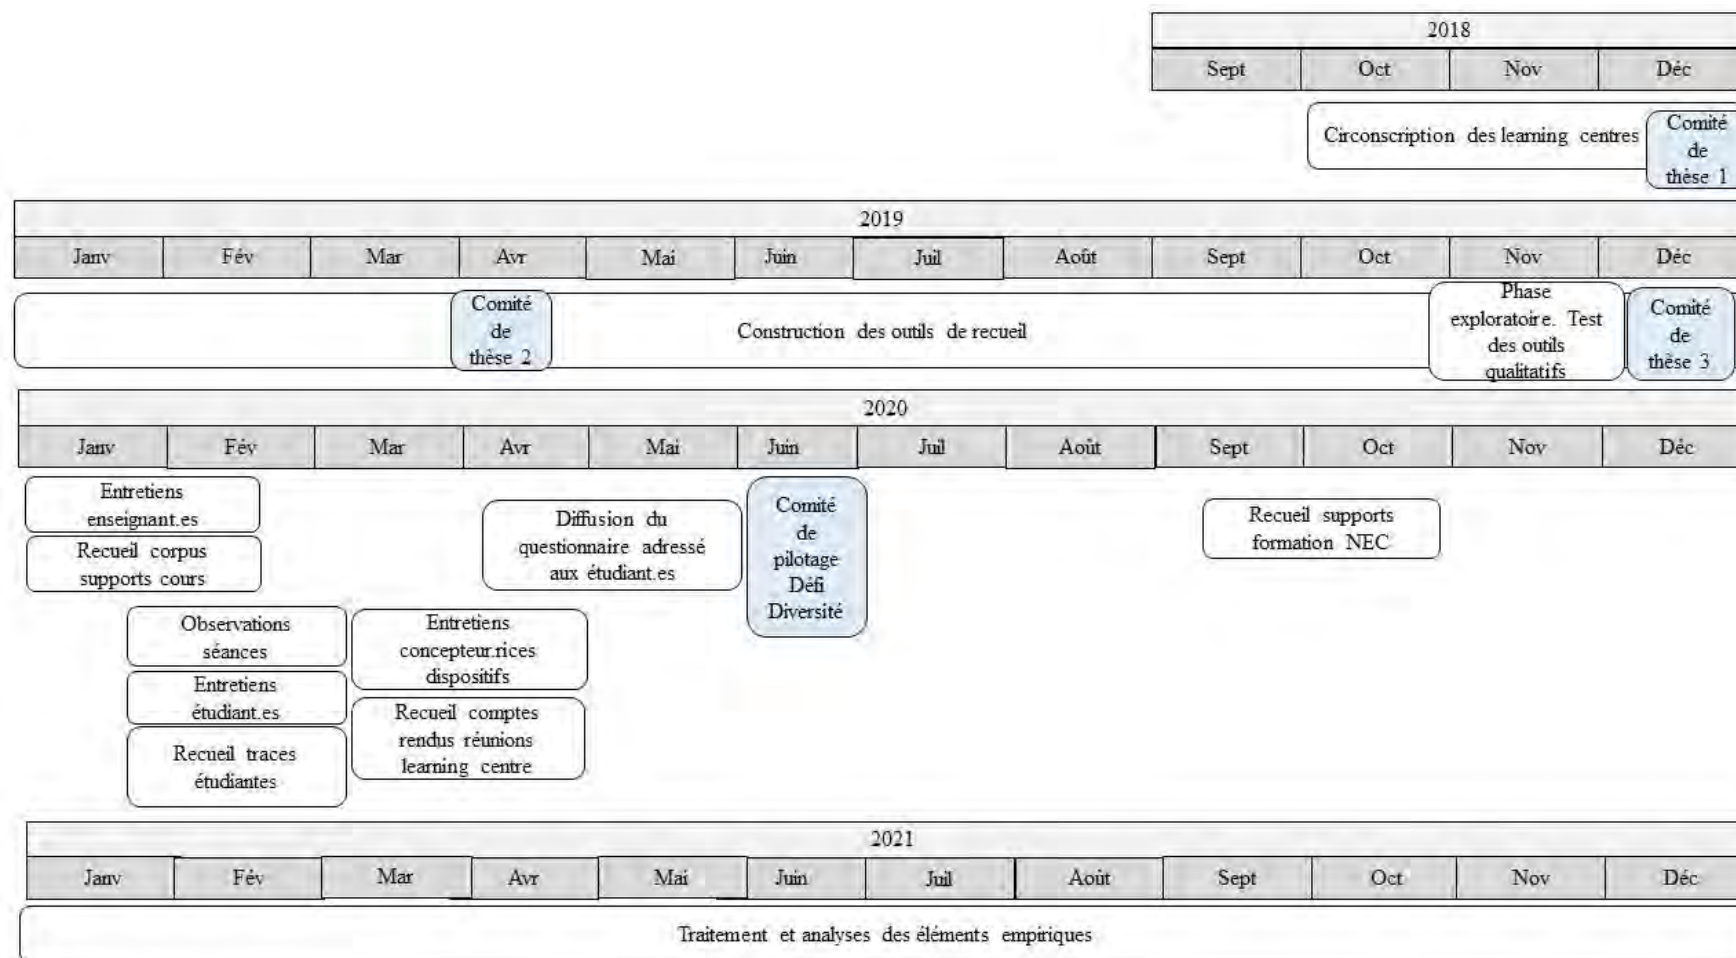 2018
Sept Oct Nov Déc
Circonscription des learning centres
Comité
de
thèse 1
2019
Janv Fév Mar Avr Mai Juin Juil Août Sept Oct Nov Déc
Comité
de
thèse 2
Construction des outils de recueil
Phase
exploratoire. Test
des outils
qualitatifs
Comité
de
thèse 3
2020
Janv Fév Mar Avr Mai Juin Juil Août Sept Oct Nov Déc
Entretiens
enseignant.es
Recueil corpus
supports cours
Diffusion du
questionnaire adressé
aux étudiant.es
Comité
de
pilotage
Défi
Diversité
Recueil supports
formation NEC
Observations
séances
Entretiens
étudiant.es
Recueil traces
étudiantes
Entretiens
concepteur.rices
dispositifs
Recueil comptes
rendus réunions
learning centre
2021
Janv Fév Mar Avr Mai Juin Juil Août Sept Oct Nov Déc
Traitement et analyses des éléments empiriques